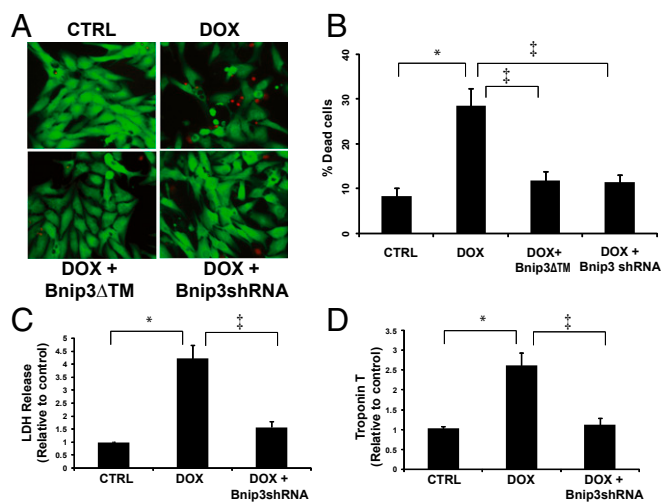 A
CTRL
DOX
DOX +
Bnip3ΔTM
DOX +
Bnip3shRNA
B
% Dead cells
40
30
20
10
0
*
‡
‡
CTRL
DOX
DOX+
Bnip3ΔTM
DOX +
Bnip3 shRNA
C
LDH Release
(Relative to control)
5
4.5
4
3.5
3
2.5
2
1.5
1
0.5
0
*
‡
CTRL
DOX
DOX +
Bnip3shRNA
D
Troponin T
(Relative to control)
3.5
3
2.5
2
1.5
1
0.5
0
*
‡
CTRL
DOX
DOX +
Bnip3shRNA